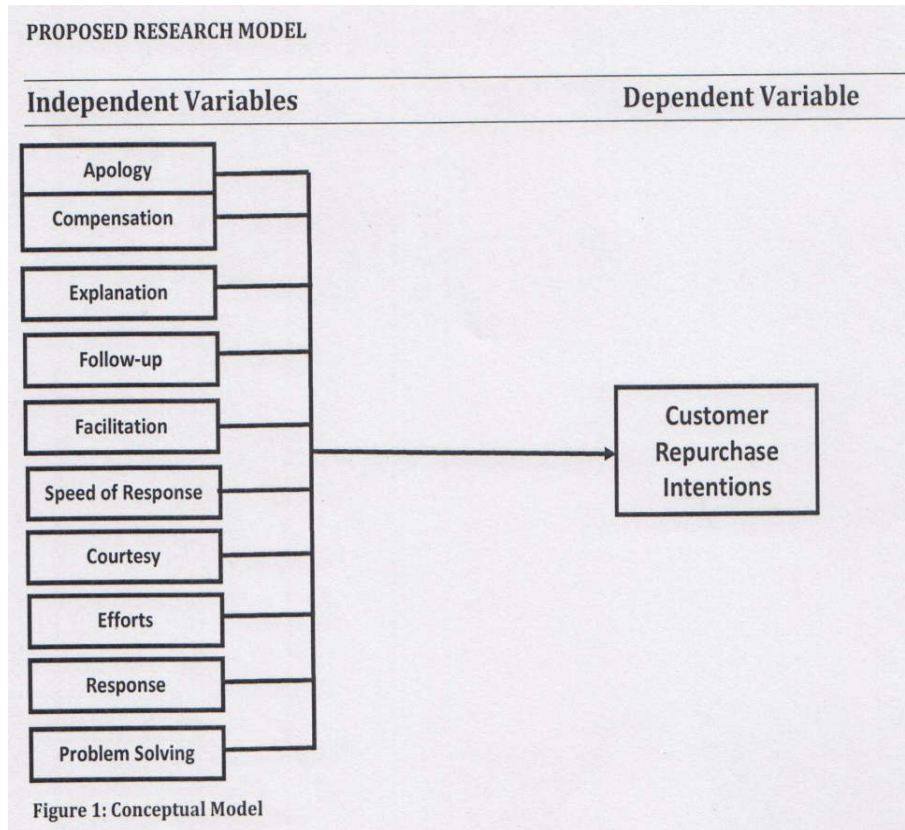 PROPOSED RESEARCH MODEL
Independent Variables
Dependent Variable
Apology
Compensation
Explanation
Follow-up
Facilitation
Speed of Response
Courtesy
Efforts
Response
Problem Solving
Customer
Repurchase
Intentions
Figure 1: Conceptual Model